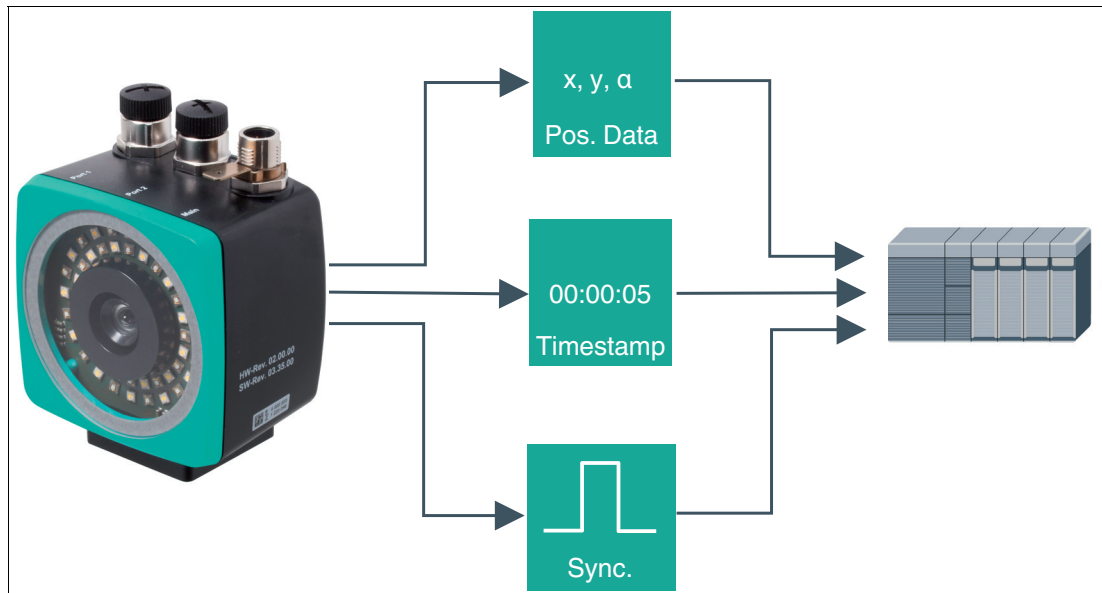 Port 1
Port 2
Main
HW-Rev. 02.00.00
SW-Rev. 03.35.00
x, y, α
Pos. Data
00:00:05
Timestamp
Sync.